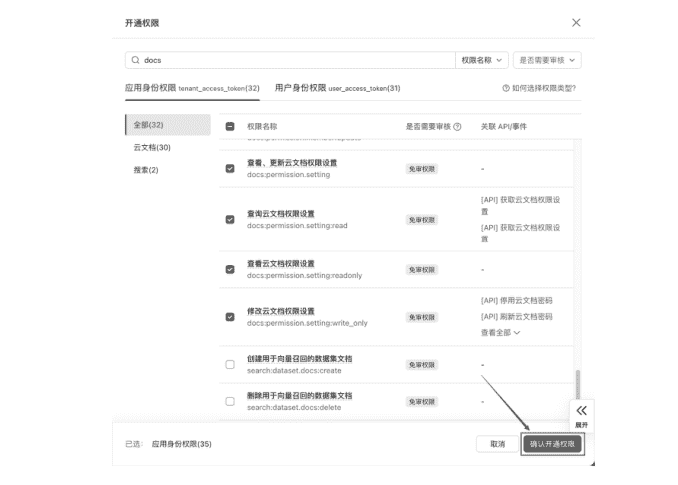 开通权限
docs
权限名称
是否需要审核
应用身份权限 tenant_access_token(32)
用户身份权限 user_access_token(31)
如何选择权限类型?
全部(32)
云文档(30)
搜索(2)
权限名称
是否需要审核
关联 API/事件
查看、更新云文档权限设置
docs:permission.setting
免审权限
-
查询云文档权限设置
docs:permission.setting:read
免审权限
[API] 获取云文档权限设
置
[API] 获取云文档权限设
置
查看云文档权限设置
docs:permission.setting:readonly
免审权限
-
修改云文档权限设置
docs:permission.setting:write_only
免审权限
[API] 停用云文档密码
[API] 刷新云文档密码
查看全部
创建用于向量召回的数据集文档
search:dataset.docs:create
免审权限
-
删除用于向量召回的数据集文档
search:dataset.docs:delete
免审权限
-
展开
已选: 应用身份权限(35)
取消
确认开通权限